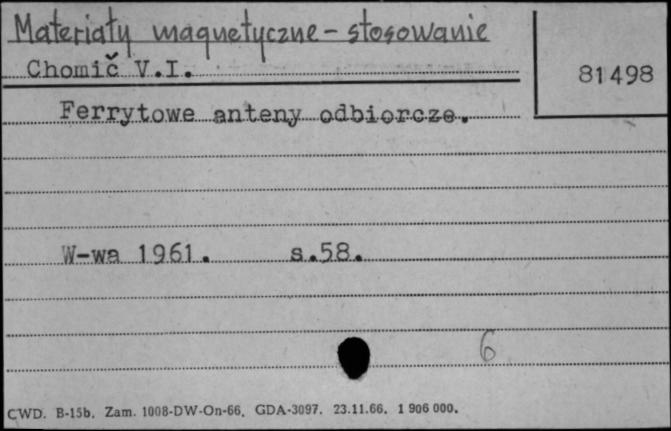 Materiały magnetyczne - stosowanie
Chomič V.I.
81498
Ferrytowe anteny odbiorcze.
W-wa 1961. s.58.
6
CWD. B-15b. Zam. 1008-DW-On-66. GDA-3097. 23.11.66. 1 906 000.